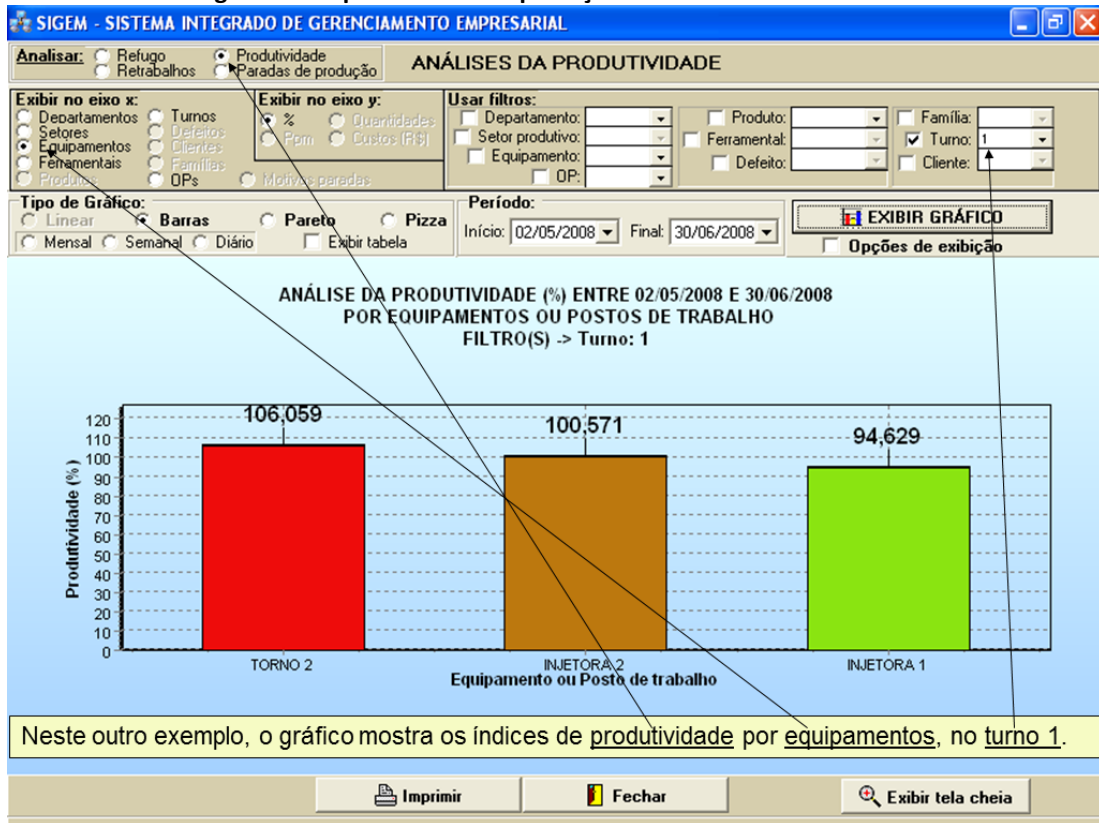 SIGEM - SISTEMA INTEGRADO DE GERENCIAMENTO EMPRESARIAL
Analisar: Refugo Produtividade
Retrabalhos Paradas de produção
ANÁLISES DA PRODUTIVIDADE
Exibir no eixo x: Exibir no eixo y: Usar filtros:
Departamentos Turnos % Quantidades Departamento: Produto: Família:
Setores Defeitos Ppm Custos (R$) Setor produtivo: Ferramental: Turno: 1
Equipamentos Clientes Equipamento: Defeito: Cliente:
Ferramentais Famílias OP:
Produtos OPs Motivos paradas
Tipo de Gráfico: Período:
Linear Barras Pareto Pizza Início: 02/05/2008 Final: 30/06/2008 EXIBIR GRÁFICO
Mensal Semanal Diário Exibir tabela Opções de exibição
ANÁLISE DA PRODUTIVIDADE (%) ENTRE 02/05/2008 E 30/06/2008
POR EQUIPAMENTOS OU POSTOS DE TRABALHO
FILTRO(S) -> Turno: 1
Produtividade (%)
120
110
100
90
80
70
60
50
40
30
20
10
0
106,059
100,571
94,629
TORNO 2 INJETORA 2 INJETORA 1
Equipamento ou Posto de trabalho
Neste outro exemplo, o gráfico mostra os índices de produtividade por equipamentos, no turno 1.
Imprimir Fechar Exibir tela cheia